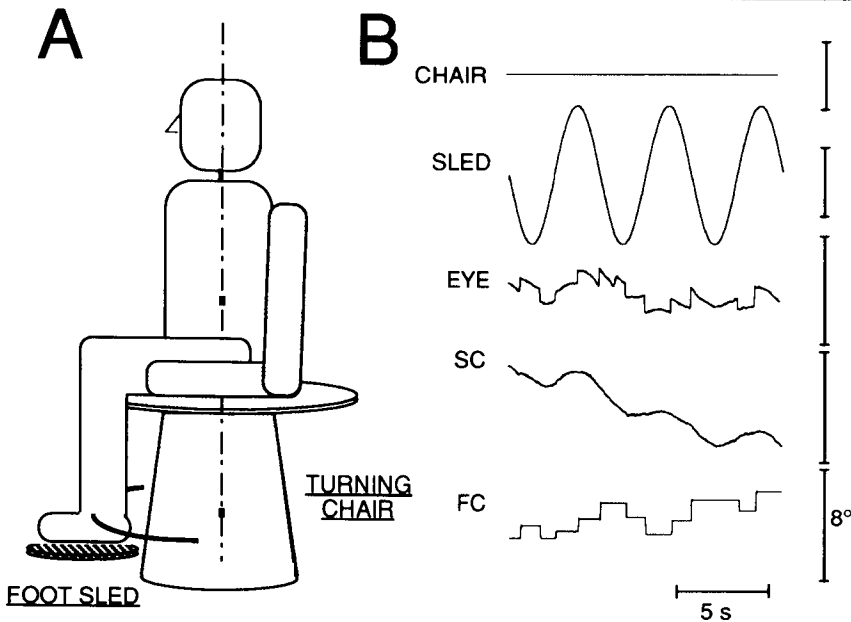 A
B
CHAIR
SLED
EYE
SC
FC
8°
5 s
TURNING
CHAIR
FOOT SLED